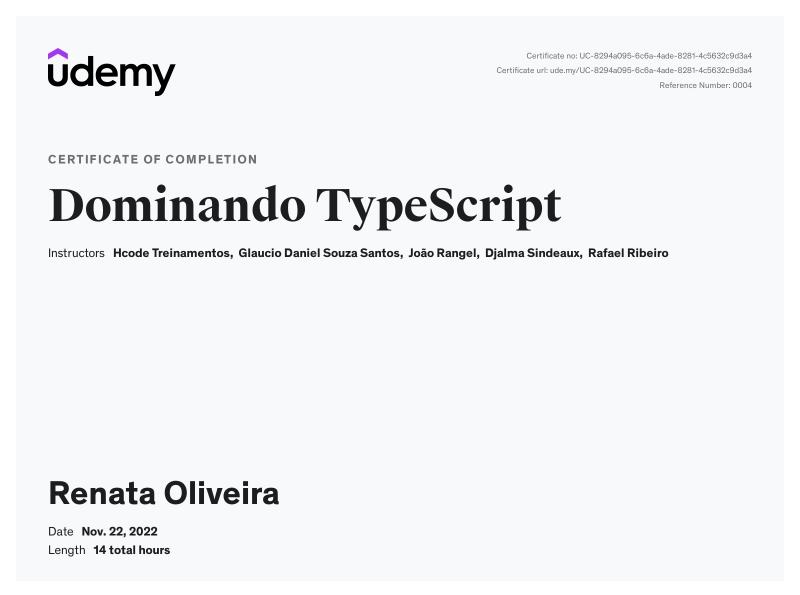 udemy
Certificate no: UC-8294a095-6c6a-4ade-8281-4c5632c9d3a4
Certificate url: ude.my/UC-8294a095-6c6a-4ade-8281-4c5632c9d3a4
Reference Number: 0004
CERTIFICATE OF COMPLETION
Dominando TypeScript
Instructors Hcode Treinamentos, Glaucio Daniel Souza Santos, João Rangel, Djalma Sindeaux, Rafael Ribeiro
Renata Oliveira
Date Nov. 22, 2022
Length 14 total hours